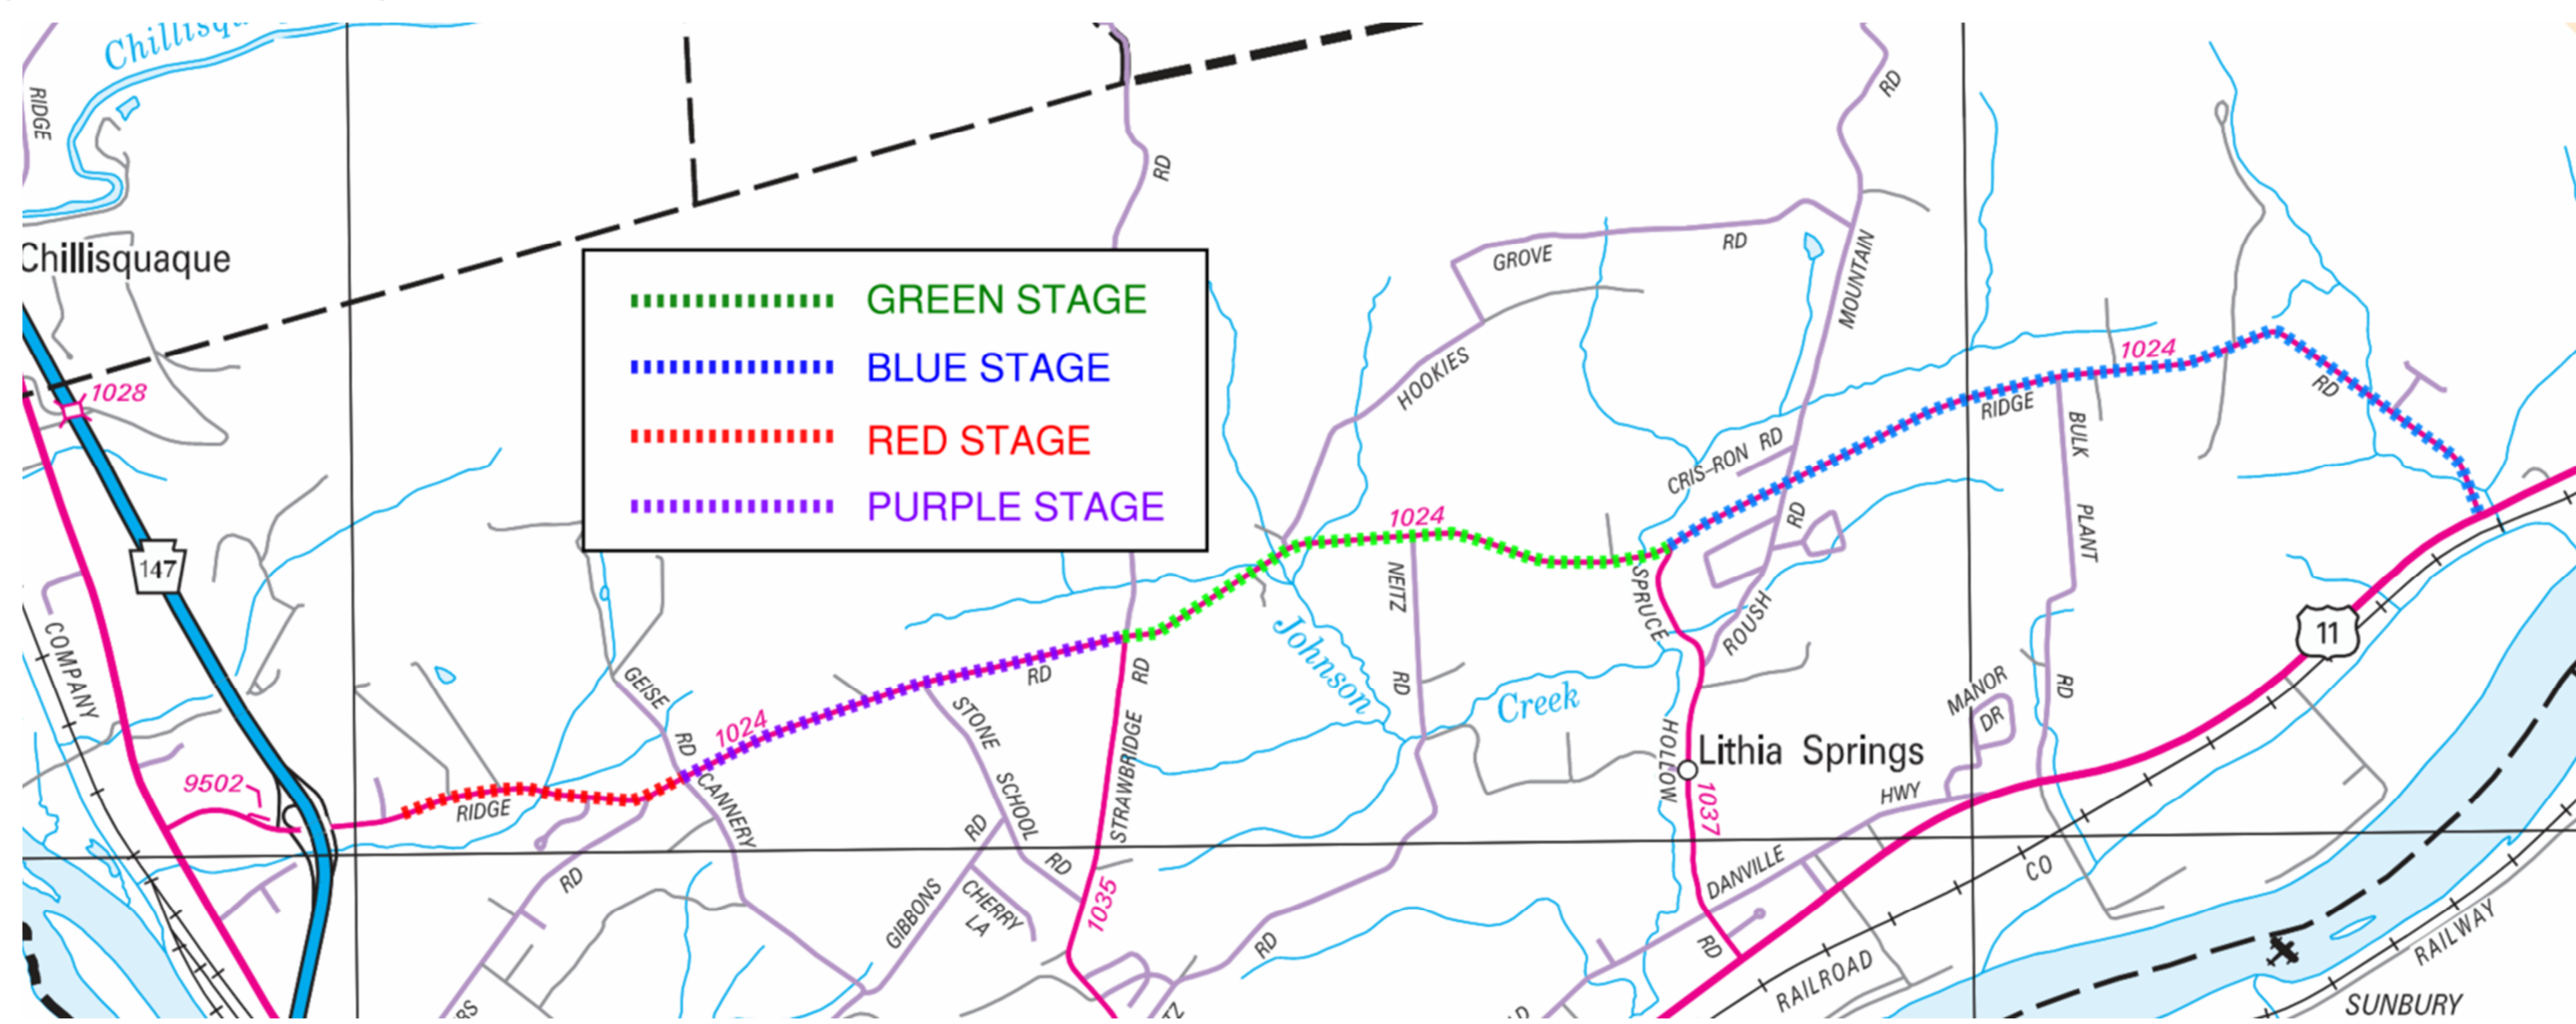 Chillisqu
RIDGE
RD
RD
Chillisquaque
1028
147
COMPANY
9502
GREEN STAGE
BLUE STAGE
RED STAGE
PURPLE STAGE
GROVE
RD
MOUNTAIN
HOOKIES
CRIS-RON RD
RD
1024
RIDGE
RD
BULK
PLANT
RD
1024
NEITZ
RD
SPRUCE
HOLLOW
RD
ROUSH
Johnson
Creek
Lithia Springs
1037
MANOR
DR
11
HWY
DANVILLE
GEISE
RD
1024
RD
RIDGE
RD
CANNERY
STONE
SCHOOL
RD
RD
GIBBONS
CHERRY
LA
RD
STRAWBRIDGE
1035
RD
CO
RAILROAD
RAILWAY
SUNBURY